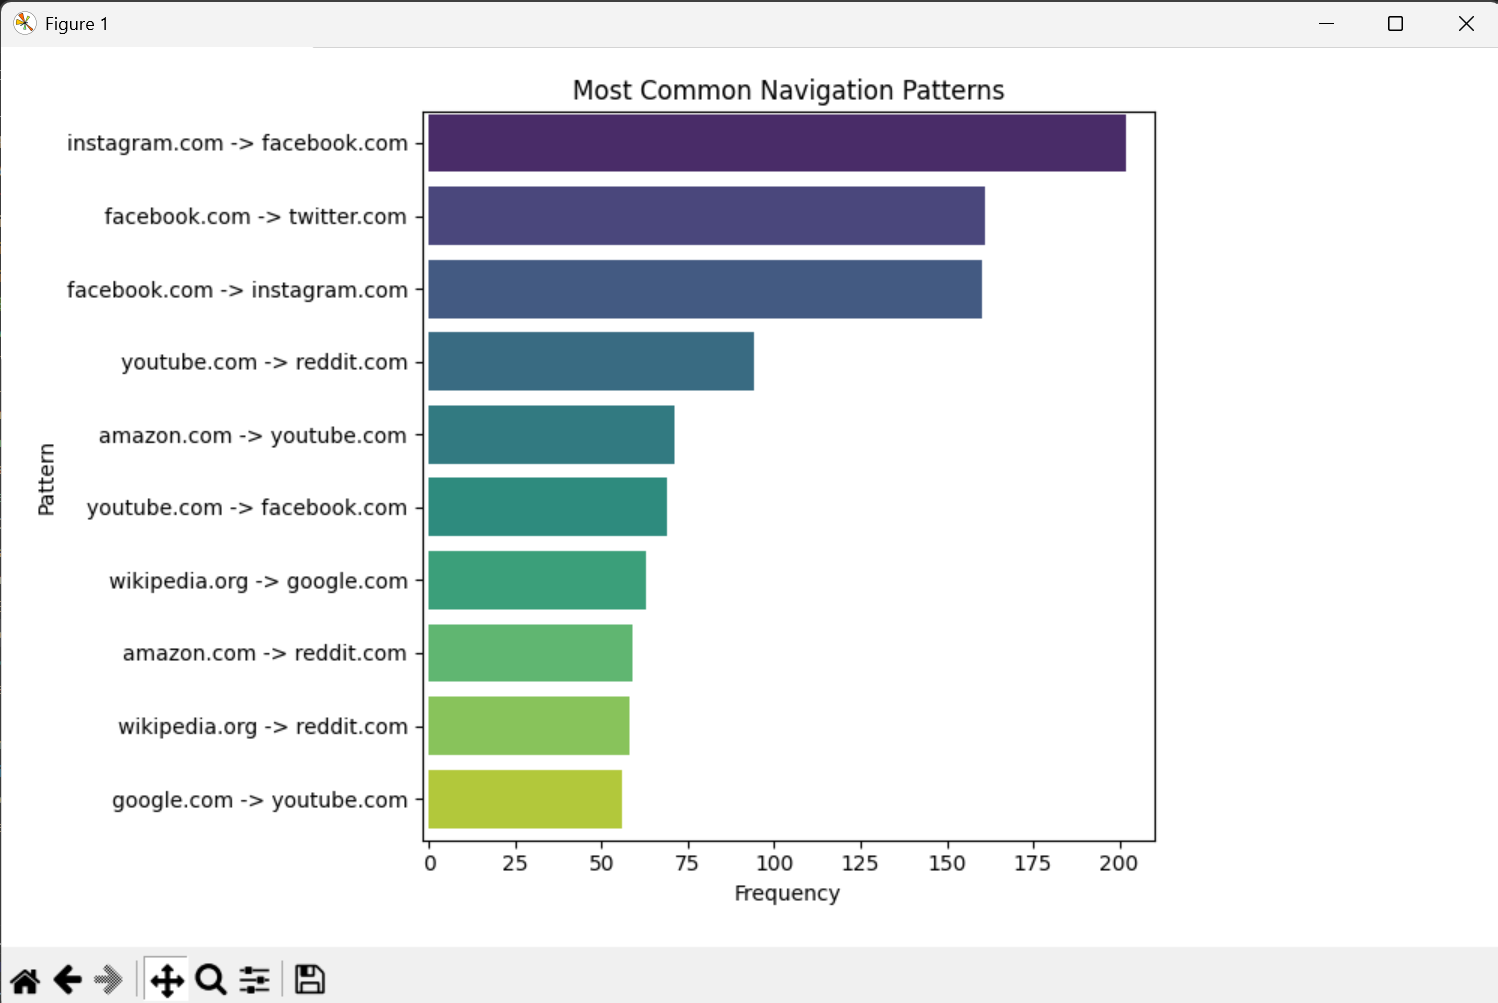 Figure 1
Most Common Navigation Patterns
instagram.com -> facebook.com
facebook.com -> twitter.com
facebook.com -> instagram.com
youtube.com -> reddit.com
amazon.com -> youtube.com
youtube.com -> facebook.com
wikipedia.org -> google.com
amazon.com -> reddit.com
wikipedia.org -> reddit.com
google.com -> youtube.com
Pattern
0 25 50 75 100 125 150 175 200
Frequency